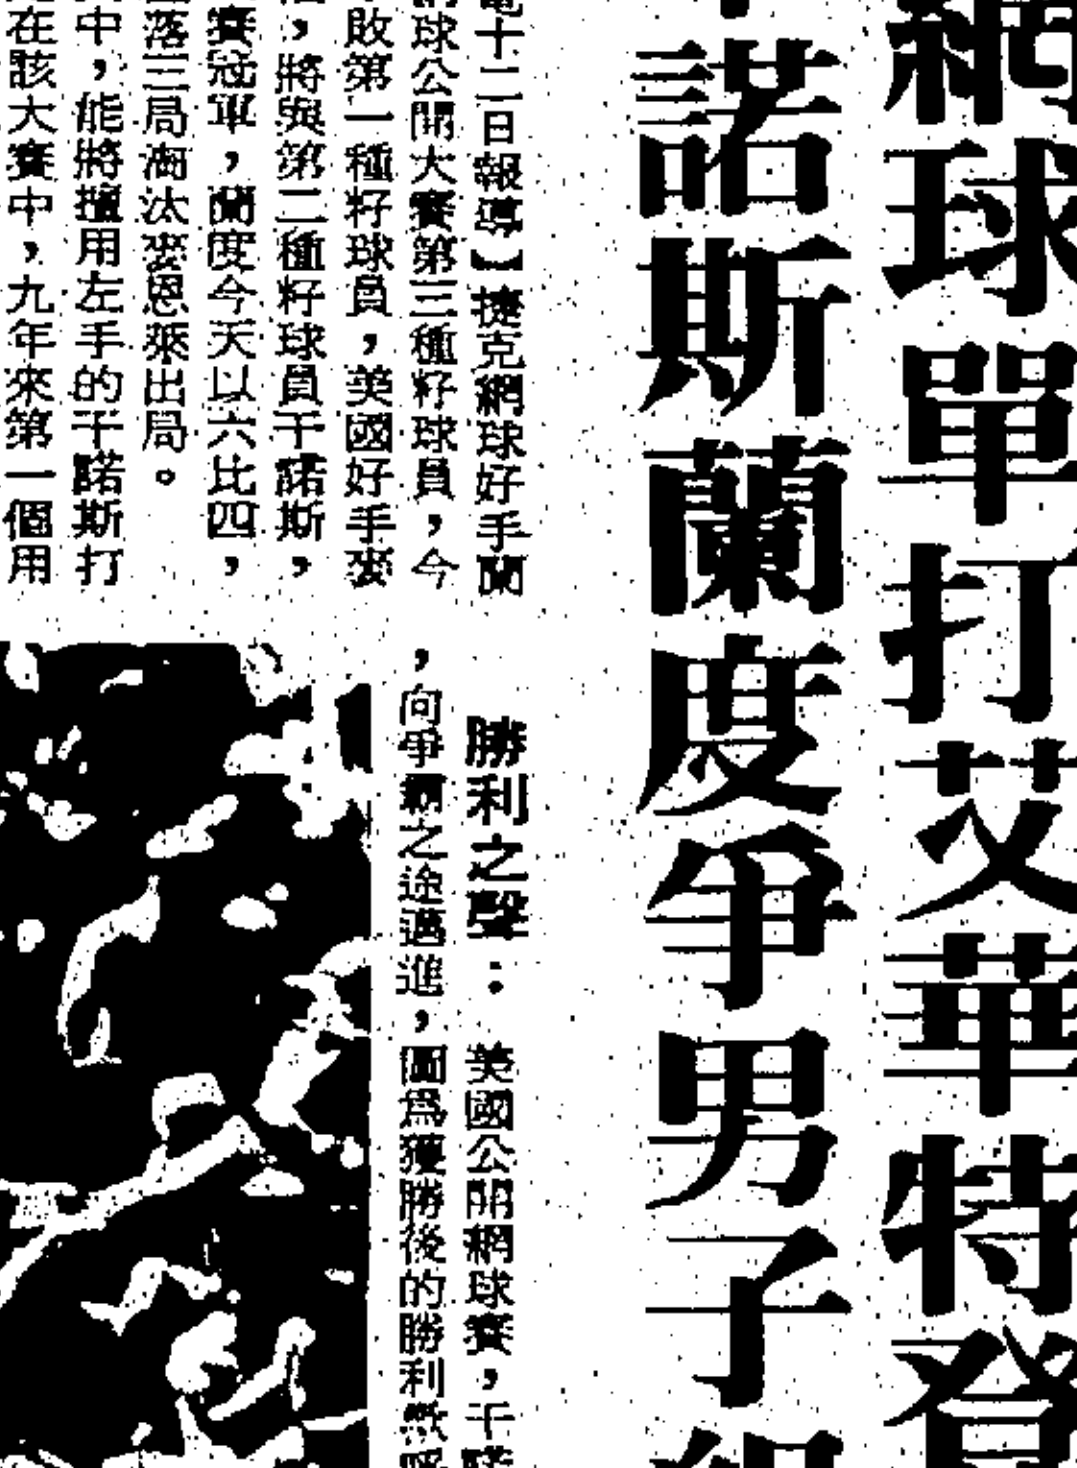 網球單打艾華特登
諾斯蘭度爭男子組
電十二日報導】捷克網球好手蘭
網球公開大賽第三種籽球員,今
敗第一種籽球員,美國好手麥
,將與第二種籽球員干諾斯,
賽冠軍,蘭度今天以六比四,
落三局淘汰麥恩萊出局。
中,能將擅用左手的干諾斯打
在該大賽中,九年來第一個用
勝利之聲:美國公開網球賽,干諾
,向爭霸之途邁進,圖為獲勝後的勝利